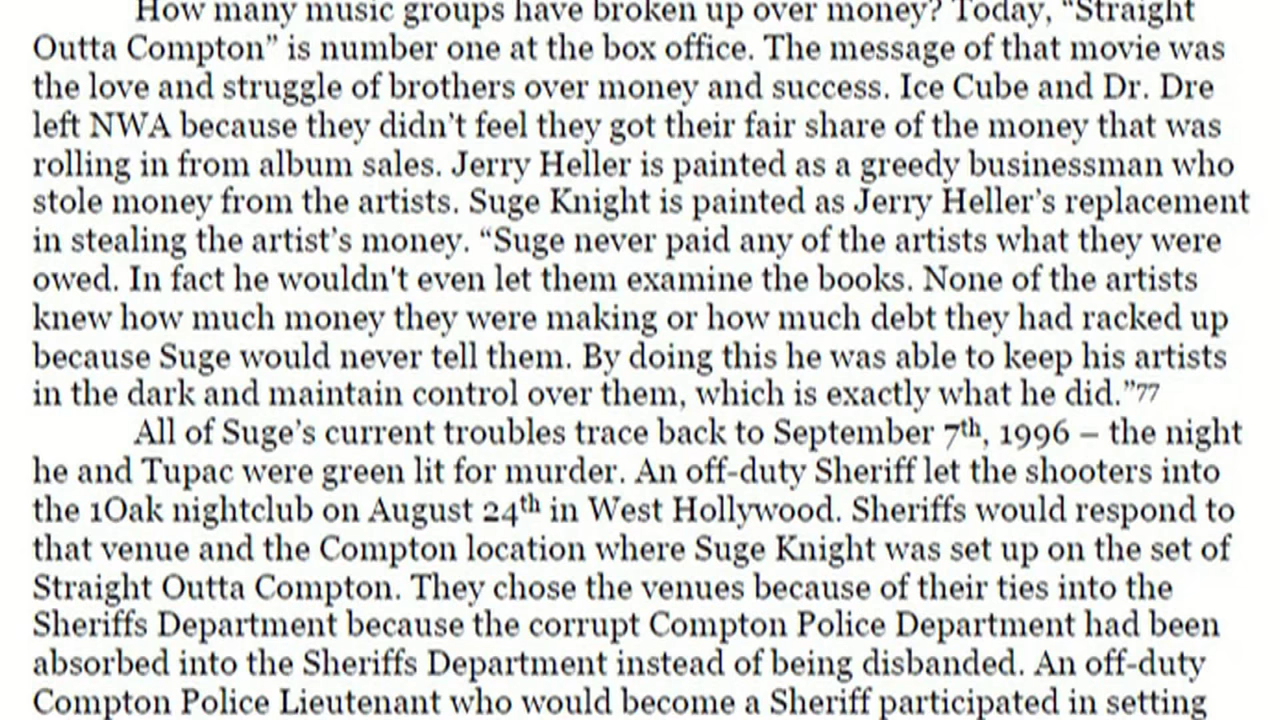 How many music groups have broken up over money? Today, “Straight
Outta Compton” is number one at the box office. The message of that movie was
the love and struggle of brothers over money and success. Ice Cube and Dr. Dre
left NWA because they didn’t feel they got their fair share of the money that was
rolling in from album sales. Jerry Heller is painted as a greedy businessman who
stole money from the artists. Suge Knight is painted as Jerry Heller’s replacement
in stealing the artist’s money. “Suge never paid any of the artists what they were
owed. In fact he wouldn't even let them examine the books. None of the artists
knew how much money they were making or how much debt they had racked up
because Suge would never tell them. By doing this he was able to keep his artists
in the dark and maintain control over them, which is exactly what he did.”77
All of Suge’s current troubles trace back to September 7th, 1996 – the night
he and Tupac were green lit for murder. An off-duty Sheriff let the shooters into
the 1Oak nightclub on August 24th in West Hollywood. Sheriffs would respond to
that venue and the Compton location where Suge Knight was set up on the set of
Straight Outta Compton. They chose the venues because of their ties into the
Sheriffs Department because the corrupt Compton Police Department had been
absorbed into the Sheriffs Department instead of being disbanded. An off-duty
Compton Police Lieutenant who would become a Sheriff participated in setting